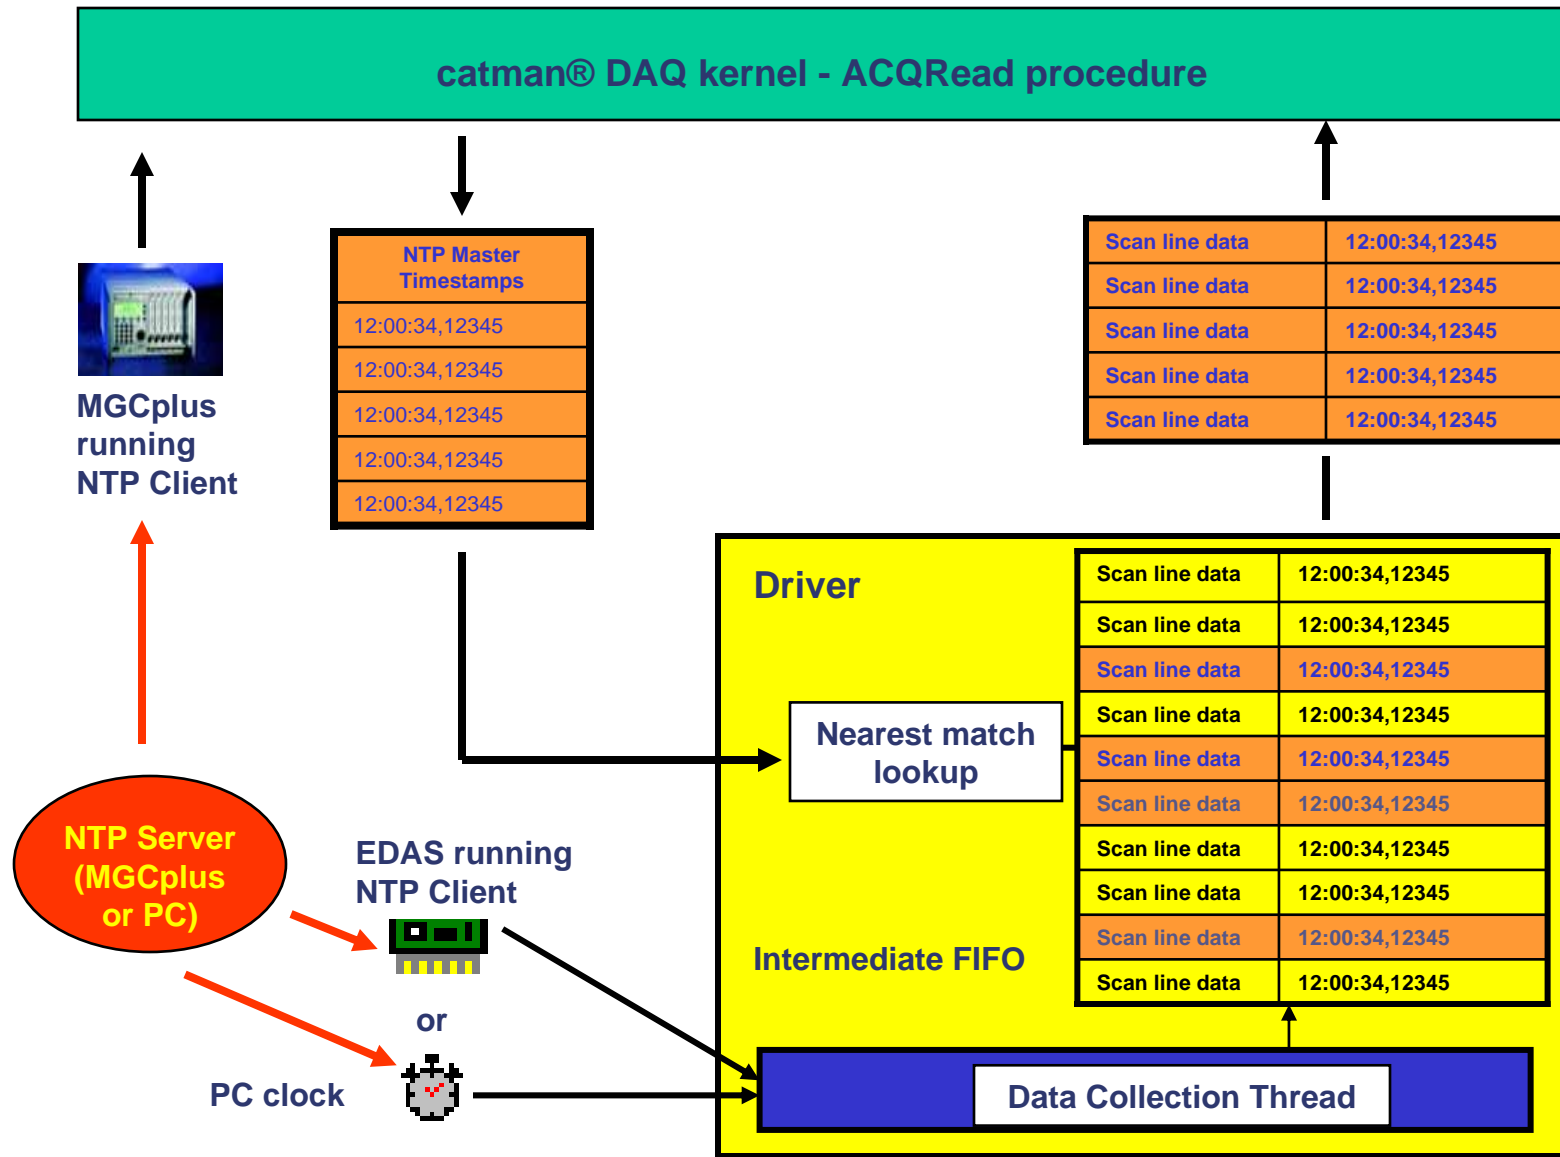 catman® DAQ kernel - ACQRead procedure
NTP Master
Timestamps
12:00:34,12345
12:00:34,12345
12:00:34,12345
12:00:34,12345
12:00:34,12345
Scan line data 12:00:34,12345
Scan line data 12:00:34,12345
Scan line data 12:00:34,12345
Scan line data 12:00:34,12345
Scan line data 12:00:34,12345
MGCplus
running
NTP Client
Driver
Scan line data 12:00:34,12345
Scan line data 12:00:34,12345
Scan line data 12:00:34,12345
Scan line data 12:00:34,12345
Scan line data 12:00:34,12345
Scan line data 12:00:34,12345
Scan line data 12:00:34,12345
Scan line data 12:00:34,12345
Scan line data 12:00:34,12345
Scan line data 12:00:34,12345
Nearest match
lookup
NTP Server
(MGCplus
or PC)
EDAS running
NTP Client
Intermediate FIFO
or
PC clock
Data Collection Thread